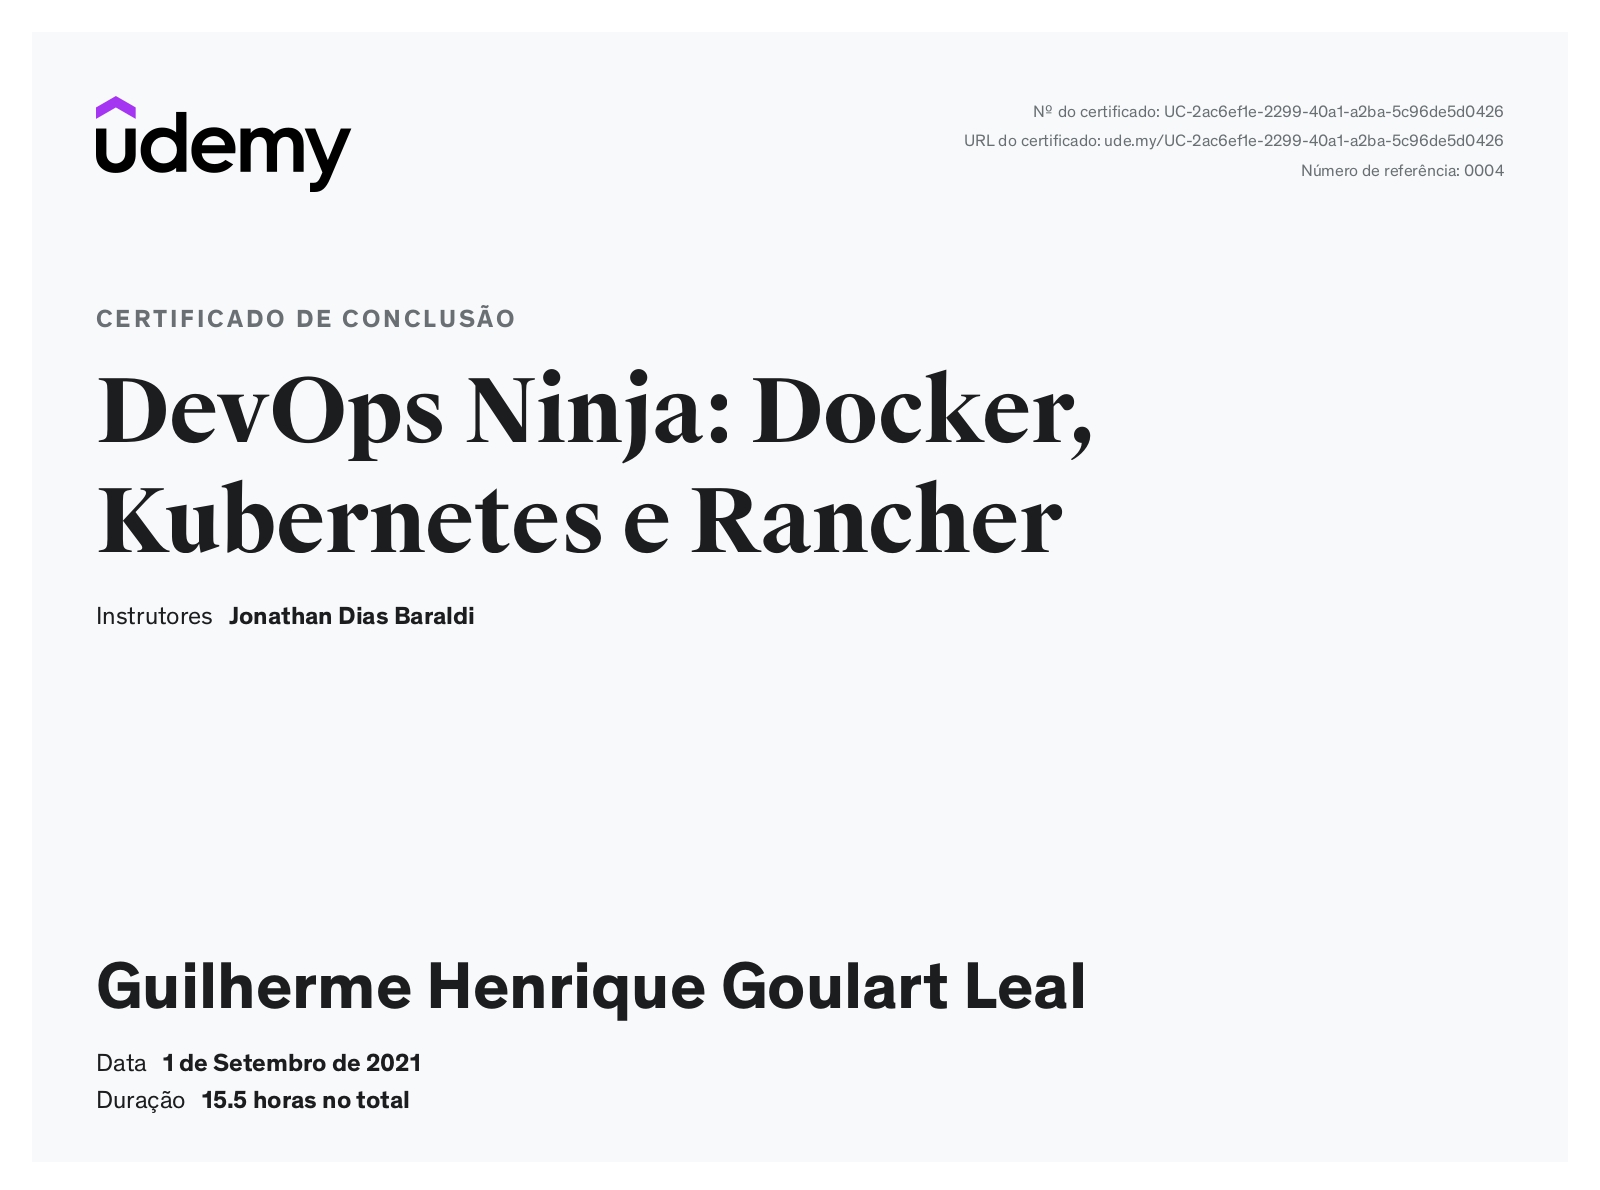 udemy
Nº do certificado: UC-2ac6ef1e-2299-40a1-a2ba-5c96de5d0426
URL do certificado: ude.my/UC-2ac6ef1e-2299-40a1-a2ba-5c96de5d0426
Número de referência: 0004
CERTIFICADO DE CONCLUSÃO
DevOps Ninja: Docker,
Kubernetes e Rancher
Instrutores Jonathan Dias Baraldi
Guilherme Henrique Goulart Leal
Data 1 de Setembro de 2021
Duração 15.5 horas no total